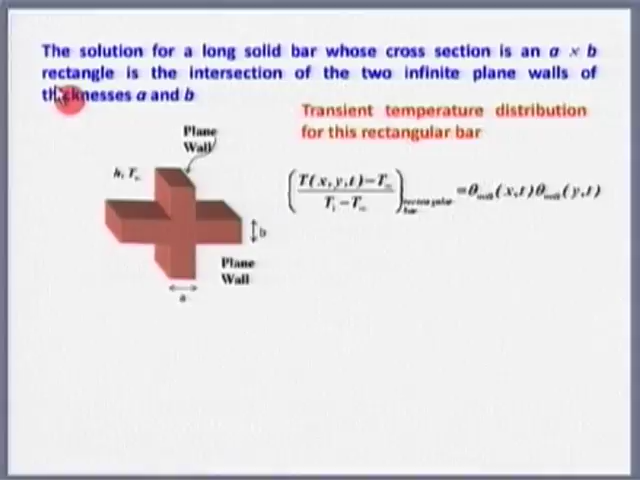 The solution for a long solid bar whose cross section is an a × b
rectangle is the intersection of the two infinite plane walls of
thicknesses a and b
Transient temperature distribution
for this rectangular bar
Plane
Wall
h, T∞
(T(x,y,t)−T∞ / Ti−T∞) rectangular bar = θwall(x,t)θwall(y,t)
b
Plane
Wall
a